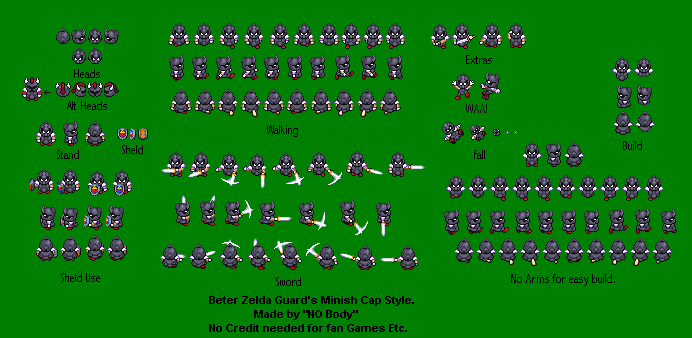 Heads
Alt Heads
Stand
Sheld
Sheld Use
Walking
Sword
Extras
WAA!
fall
Build
No Arms for easy build.
Beter Zelda Guard's Minish Cap Style.
Made by "NO Body"
No Credit needed for fan Games Etc.